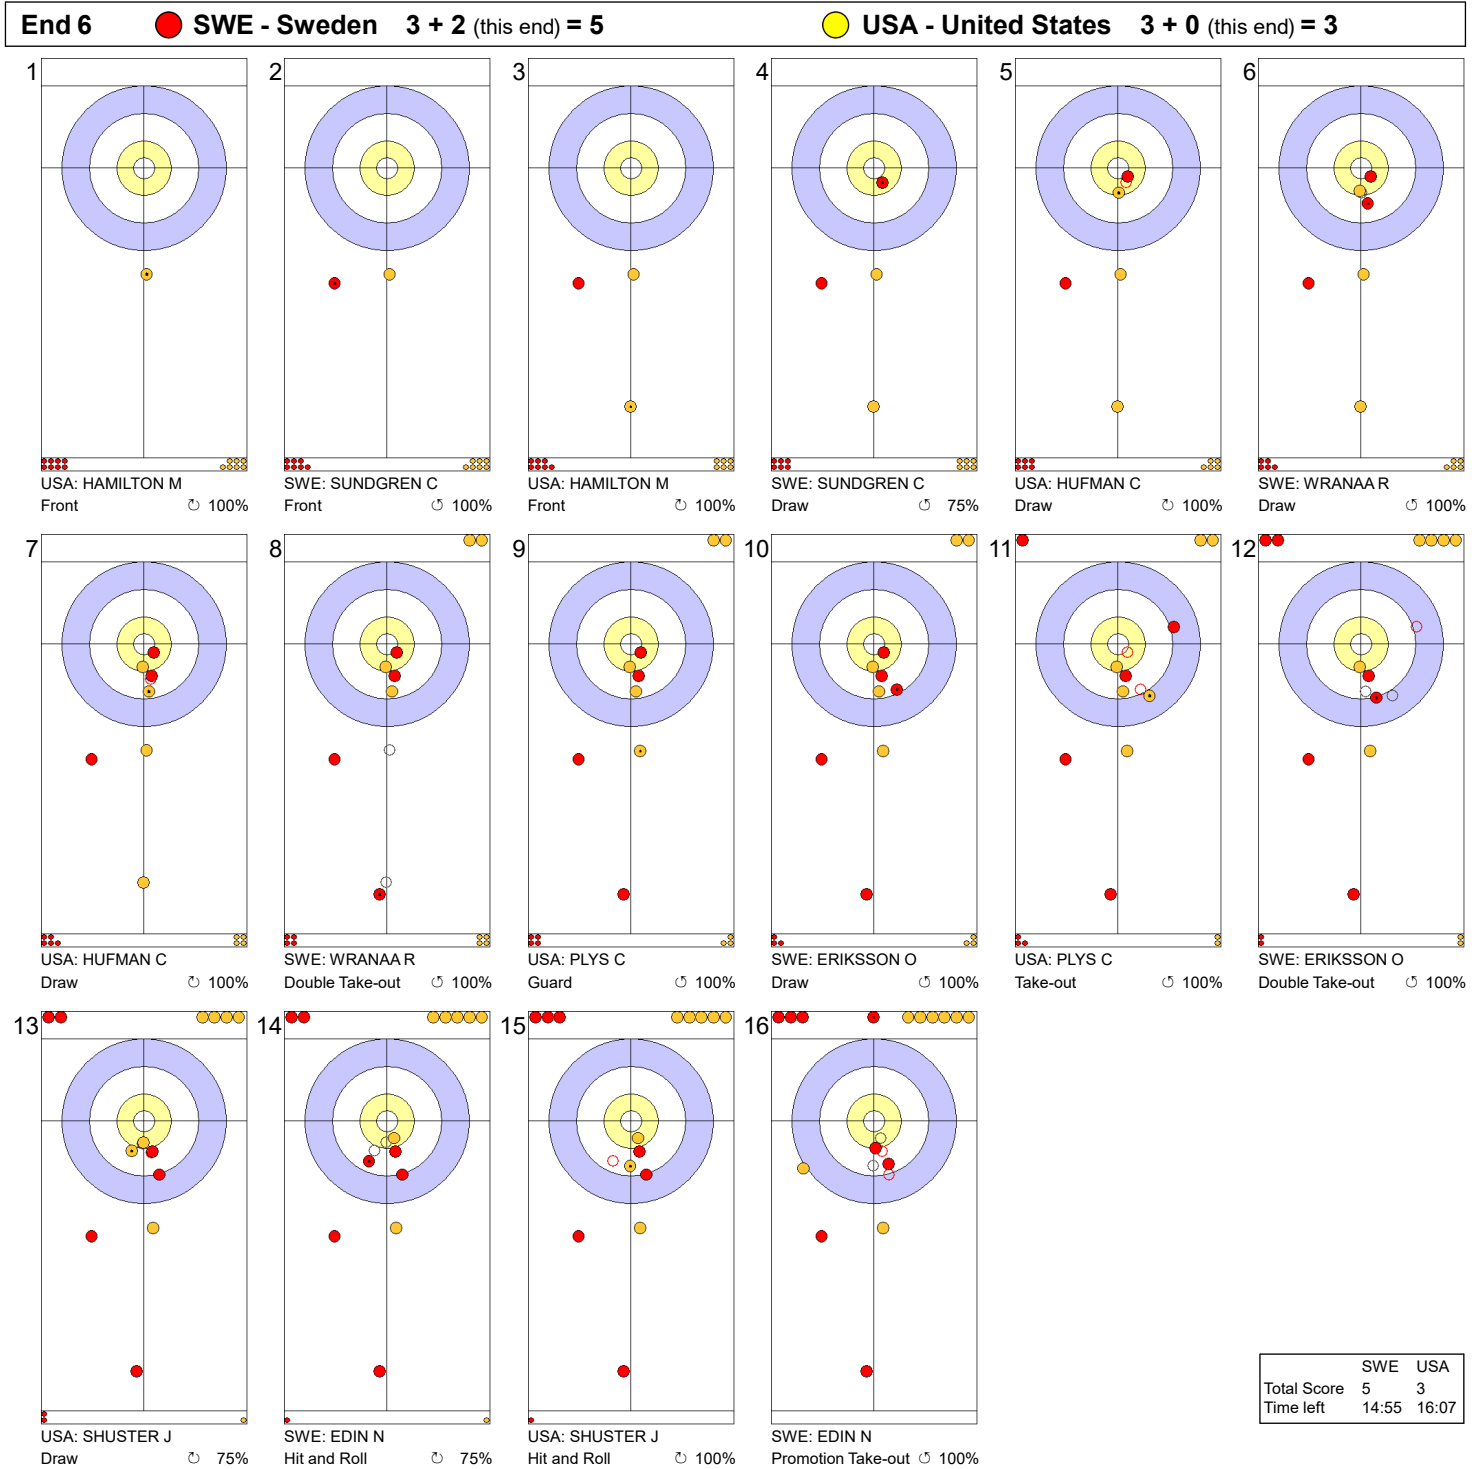 End 6 SWE - Sweden 3 + 2 (this end) = 5 USA - United States 3 + 0 (this end) = 3
1 2 3 4 5 6
USA: HAMILTON M SWE: SUNDGREN C USA: HAMILTON M SWE: SUNDGREN C USA: HUFMAN C SWE: WRANAA R
Front ↻ 100% Front ↺ 100% Front ↻ 100% Draw ↺ 75% Draw ↺ 100% Draw ↺ 100%
7 8 9 10 11 12
USA: HUFMAN C SWE: WRANAA R USA: PLYS C SWE: ERIKSSON O USA: PLYS C SWE: ERIKSSON O
Draw ↺ 100% Double Take-out ↺ 100% Guard ↺ 100% Draw ↺ 100% Take-out ↺ 100% Double Take-out ↺ 100%
13 14 15 16
SWE USA
Total Score 5 3
Time left 14:55 16:07
USA: SHUSTER J SWE: EDIN N USA: SHUSTER J SWE: EDIN N
Draw ↻ 75% Hit and Roll ↻ 75% Hit and Roll ↻ 100% Promotion Take-out ↺ 100%